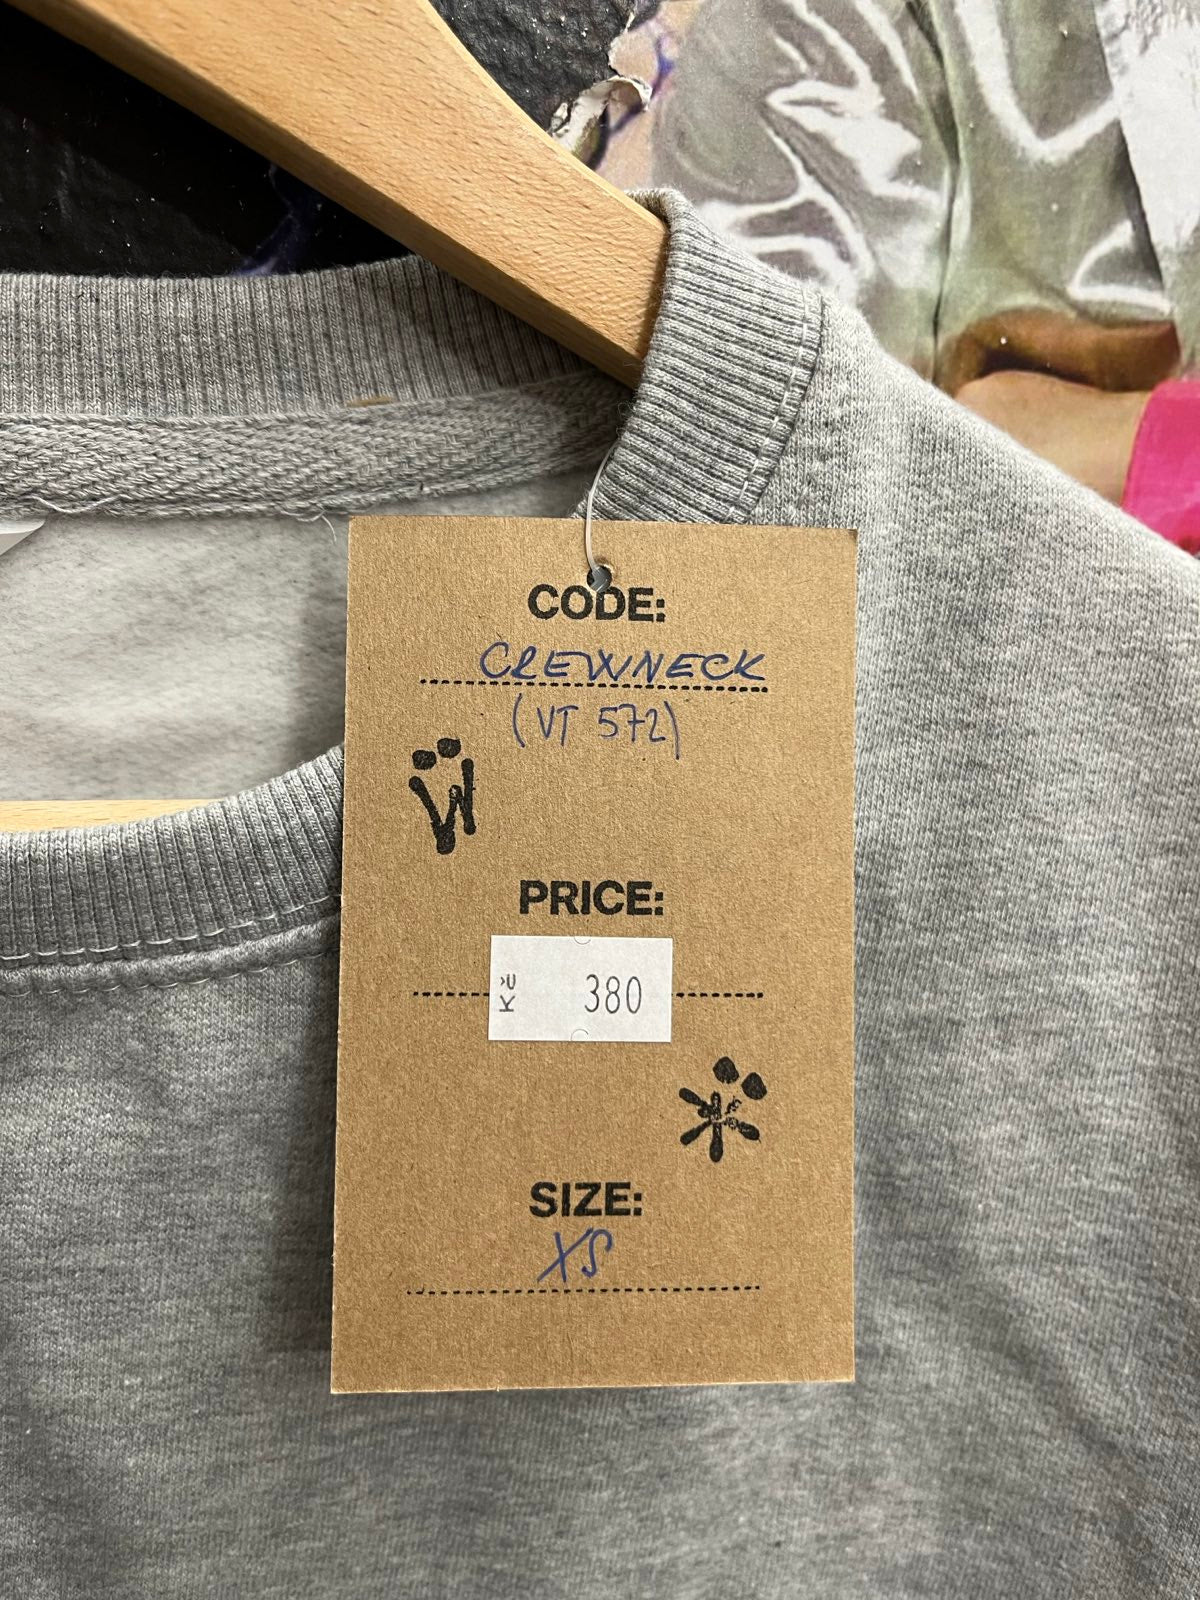 CODE:
CREWNECK
(VT 572)
Ẅ
PRICE:
Kč 380
SIZE:
XS